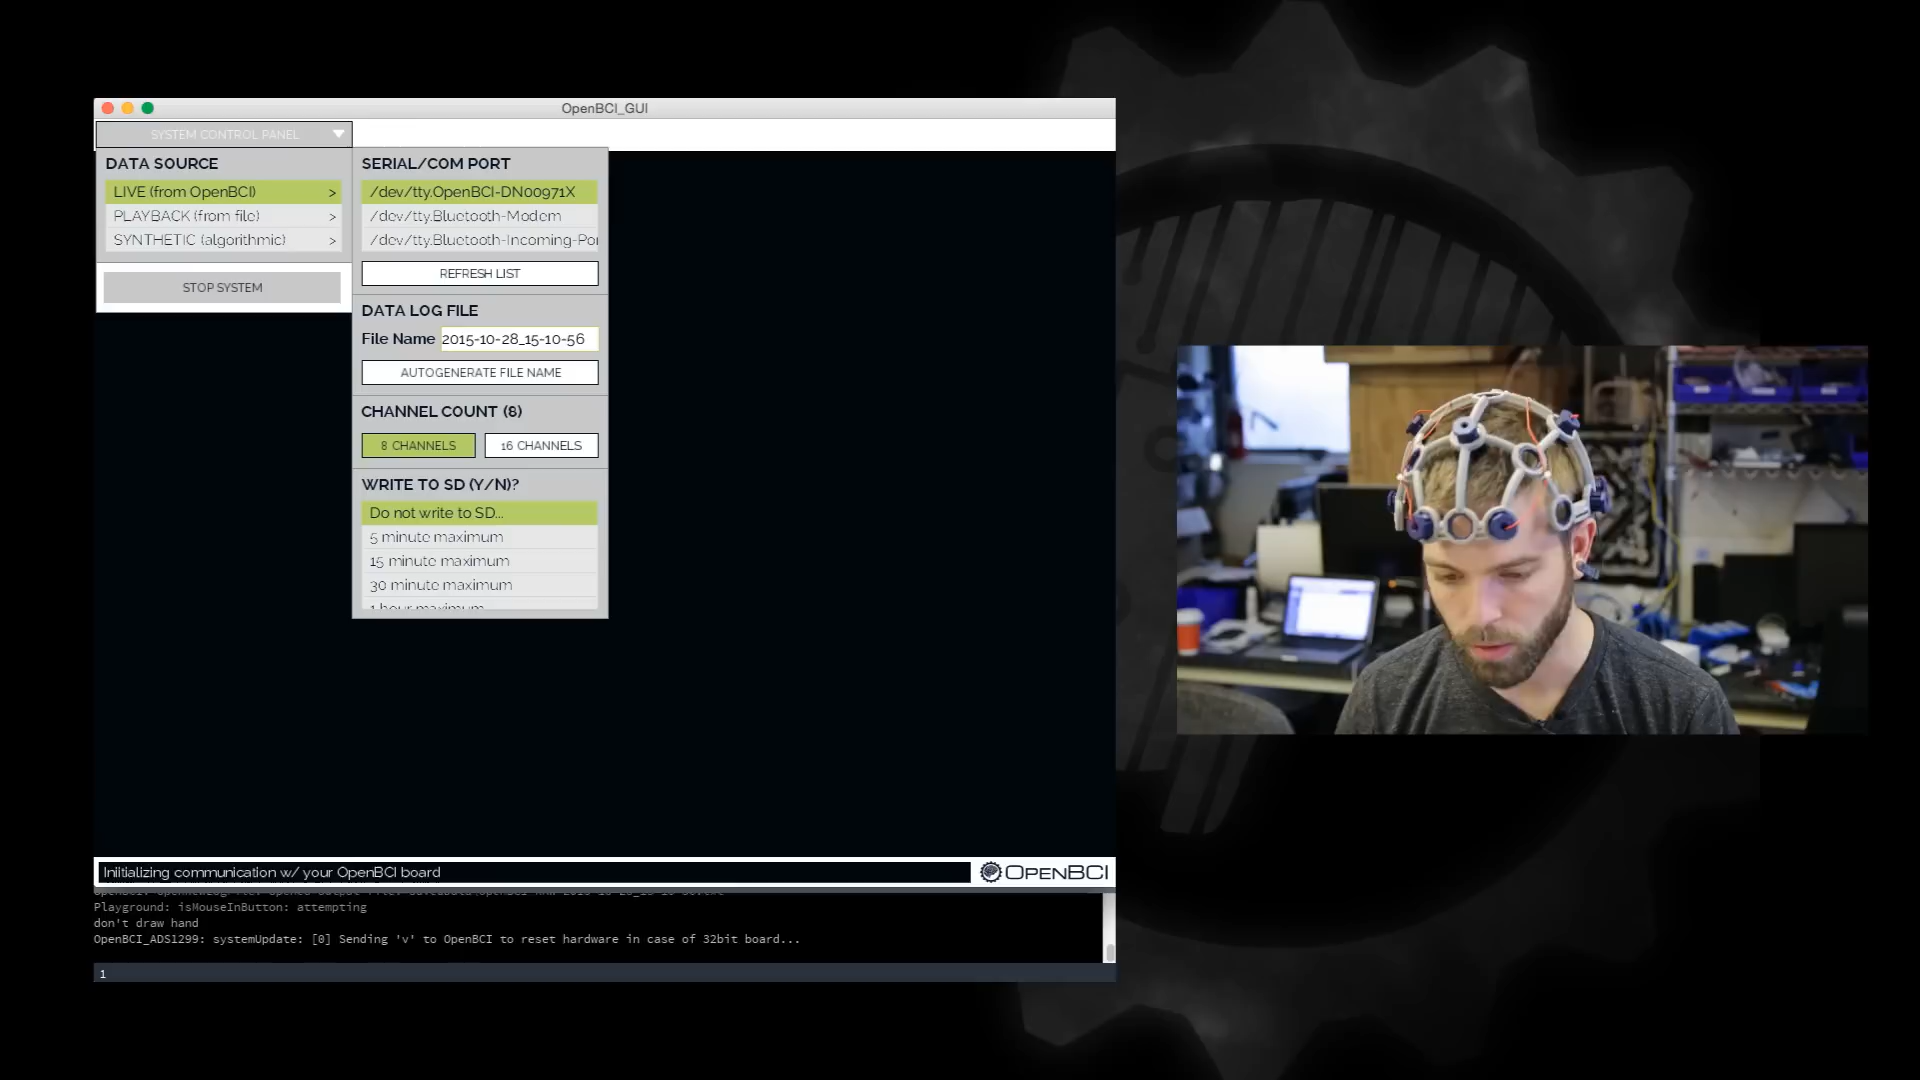 OpenBCI_GUI
SYSTEM CONTROL PANEL
DATA SOURCE
LIVE (from OpenBCI) >
PLAYBACK (from file) >
SYNTHETIC (algorithmic) >
STOP SYSTEM
SERIAL/COM PORT
/dev/tty.OpenBCI-DN00971X
/dev/tty.Bluetooth-Modem
/dev/tty.Bluetooth-Incoming-Por
REFRESH LIST
DATA LOG FILE
File Name 2015-10-28_15-10-56
AUTOGENERATE FILE NAME
CHANNEL COUNT (8)
8 CHANNELS 16 CHANNELS
WRITE TO SD (Y/N)?
Do not write to SD...
5 minute maximum
15 minute maximum
30 minute maximum
1 hour maximum
Iniitializing communication w/ your OpenBCI board
OPENBCI
Playground: isMouseInButton: attempting
don't draw hand
OpenBCI_ADS1299: systemUpdate: [0] Sending 'v' to OpenBCI to reset hardware in case of 32bit board...
1